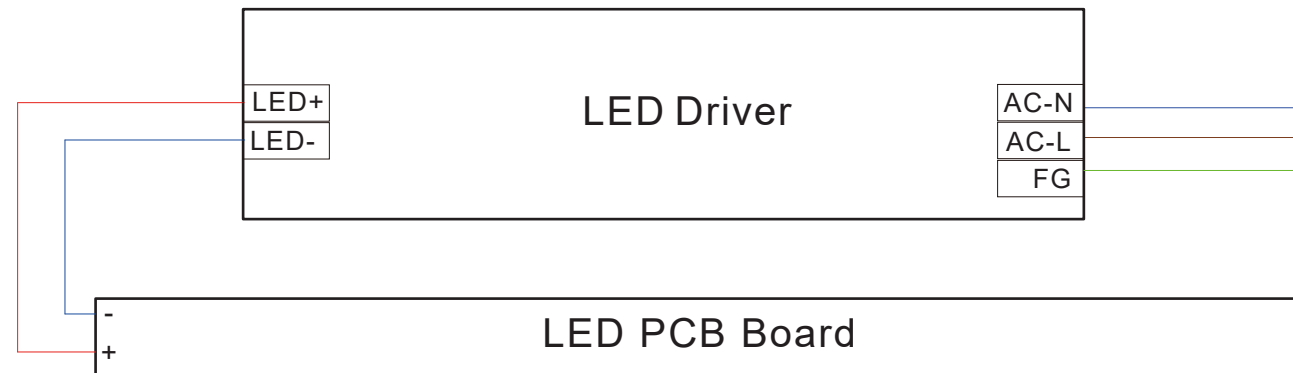 LED+
LED Driver
AC-N
LED-
AC-L
FG
-
LED PCB Board
+